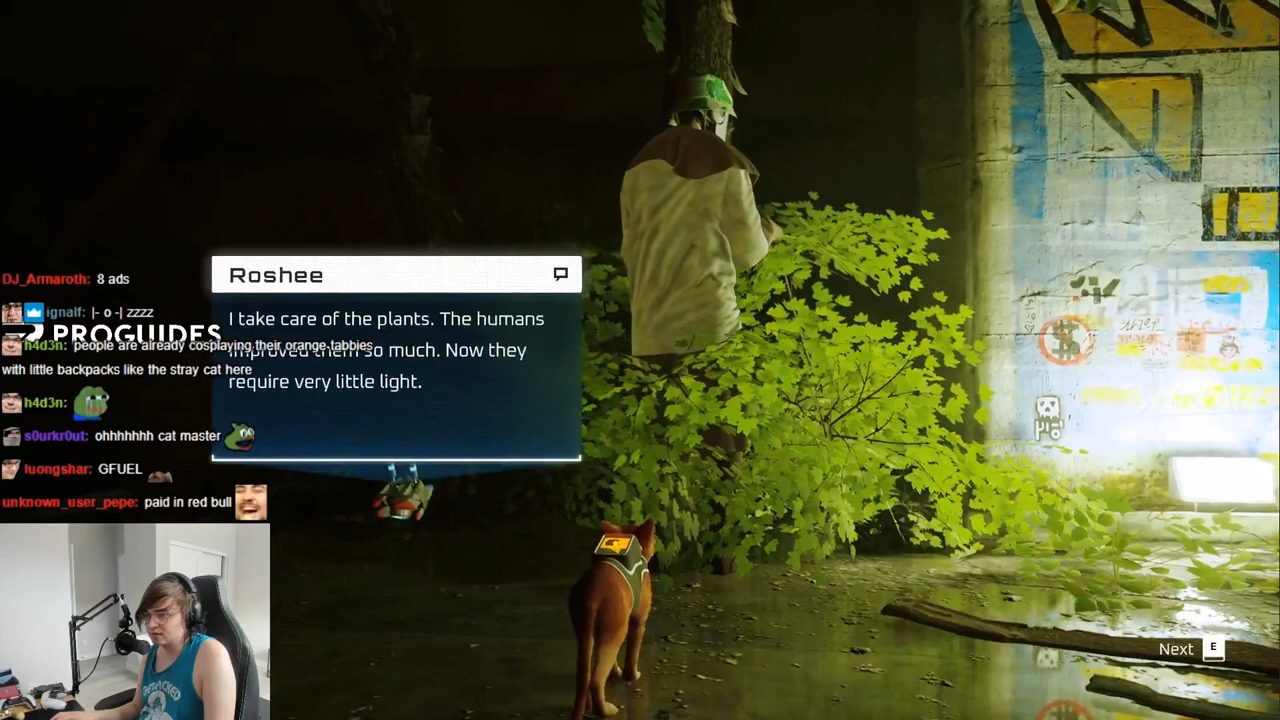 Roshee
I take care of the plants. The humans
improved them so much. Now they
require very little light.
DJ_Armaroth: 8 ads
ignalf: |- o -| zzzz
PROGUIDES
h4d3n: people are already cosplaying their orange tabbies
with little backpacks like the stray cat here
h4d3n:
s0urkr0ut: ohhhhhhh cat master
luongshar: GFUEL
unknown_user_pepe: paid in red bull
Next E